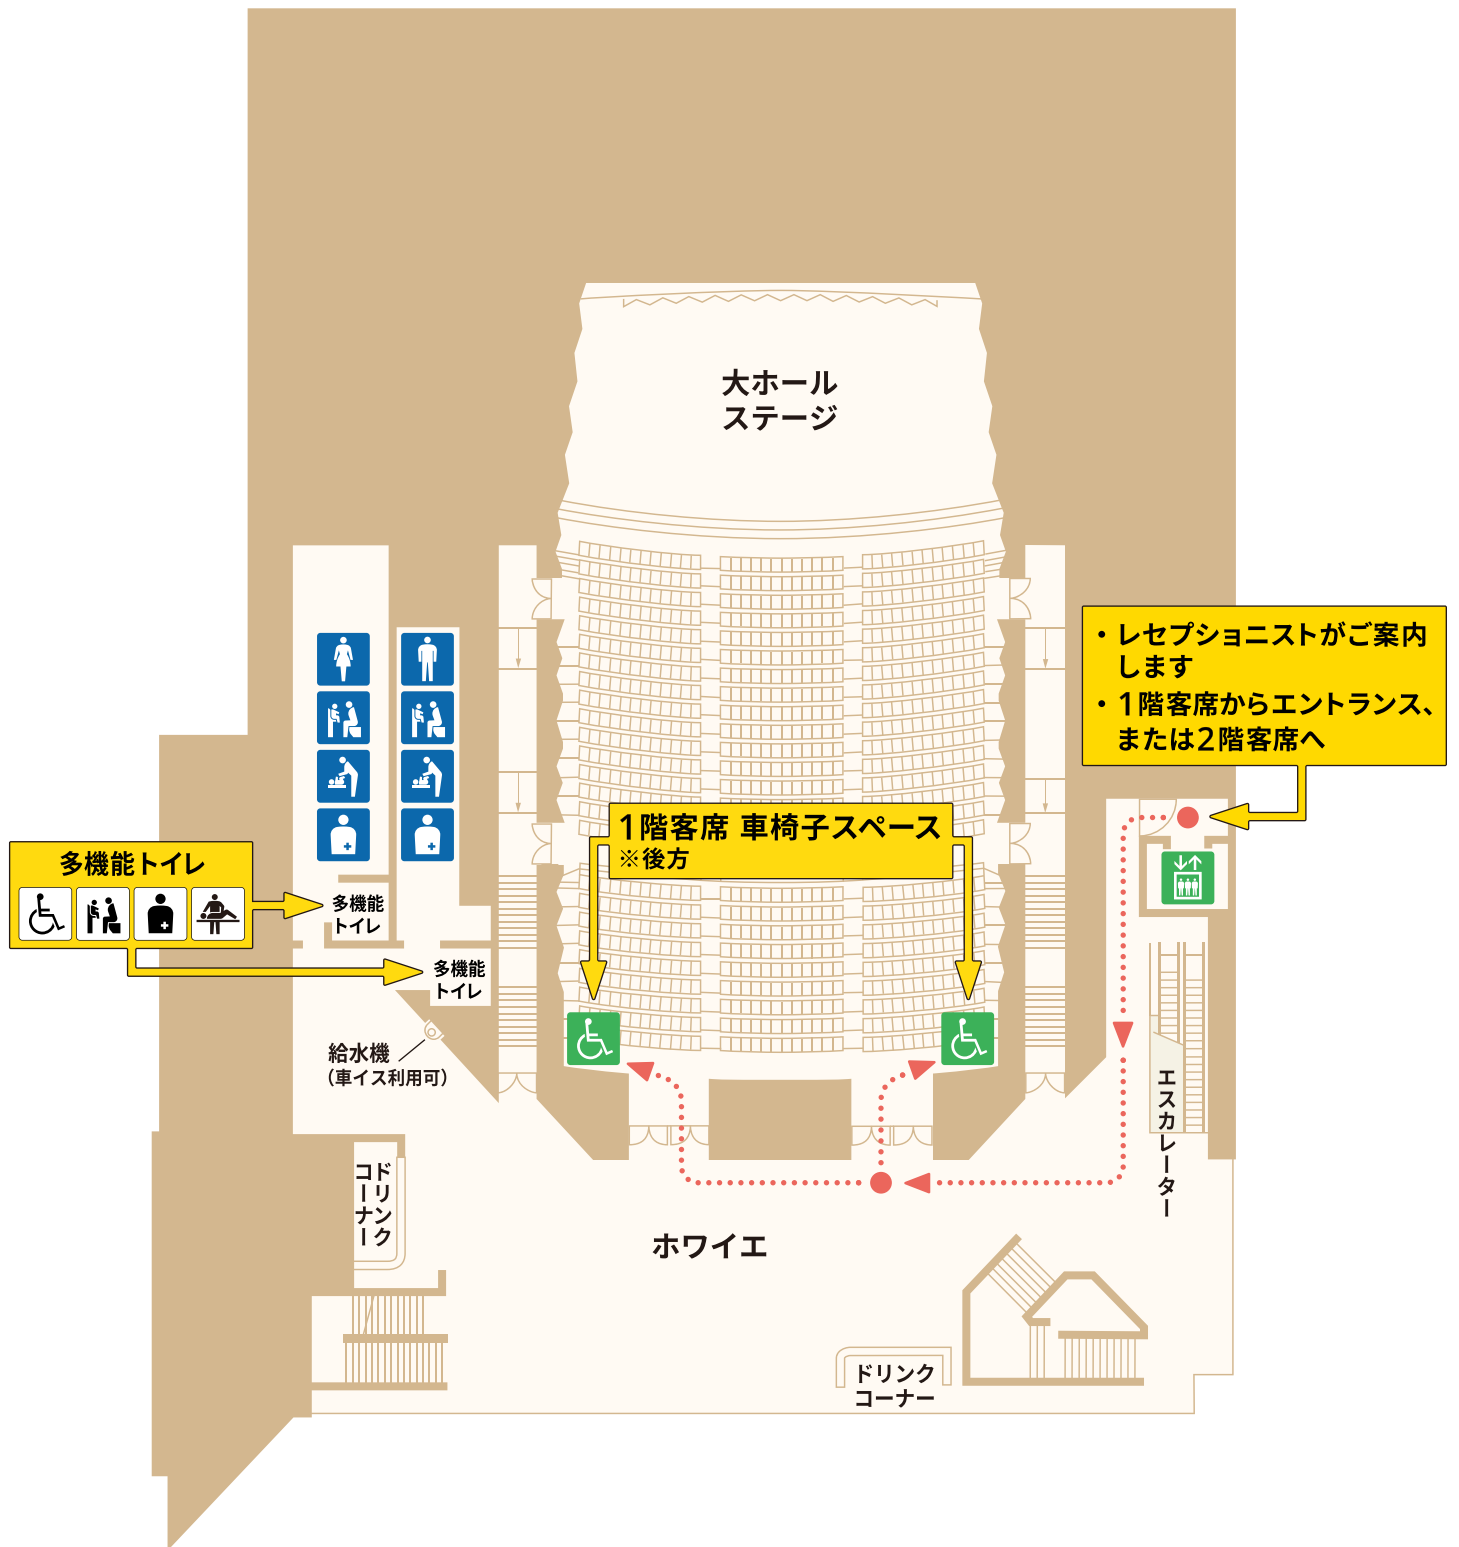 大ホール
ステージ
・レセプショニストがご案内
します
・1階客席からエントランス、
または2階客席へ
1階客席 車椅子スペース
※後方
多機能トイレ
多機能
トイレ
多機能
トイレ
給水機
（車イス利用可）
エスカレーター
ドリンク
コーナー
ホワイエ
ドリンク
コーナー